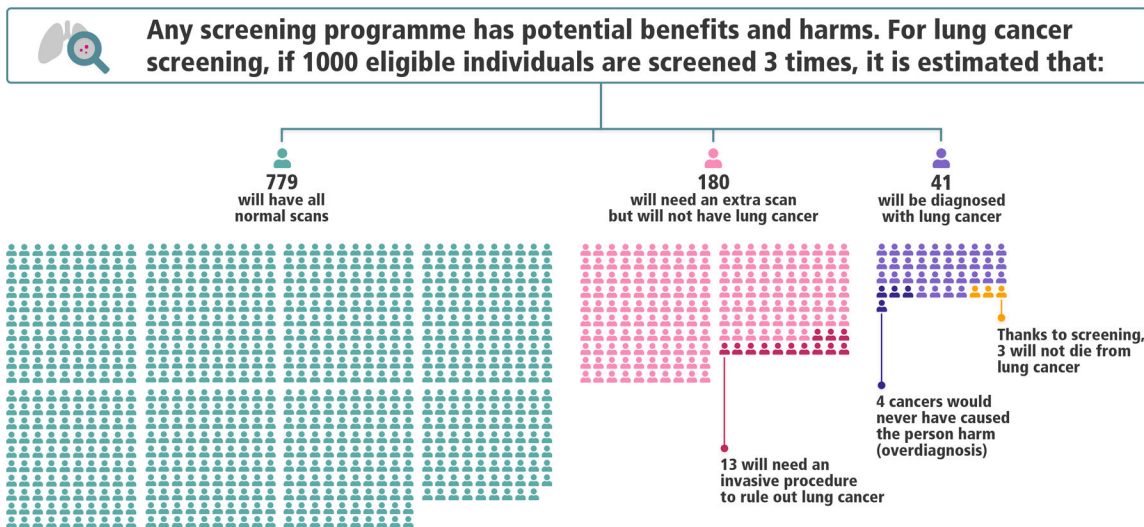 Any screening programme has potential benefits and harms. For lung cancer
screening, if 1000 eligible individuals are screened 3 times, it is estimated that:
779
will have all
normal scans
180
will need an extra scan
but will not have lung cancer
41
will be diagnosed
with lung cancer
13 will need an
invasive procedure
to rule out lung cancer
4 cancers would
never have caused
the person harm
(overdiagnosis)
Thanks to screening,
3 will not die from
lung cancer